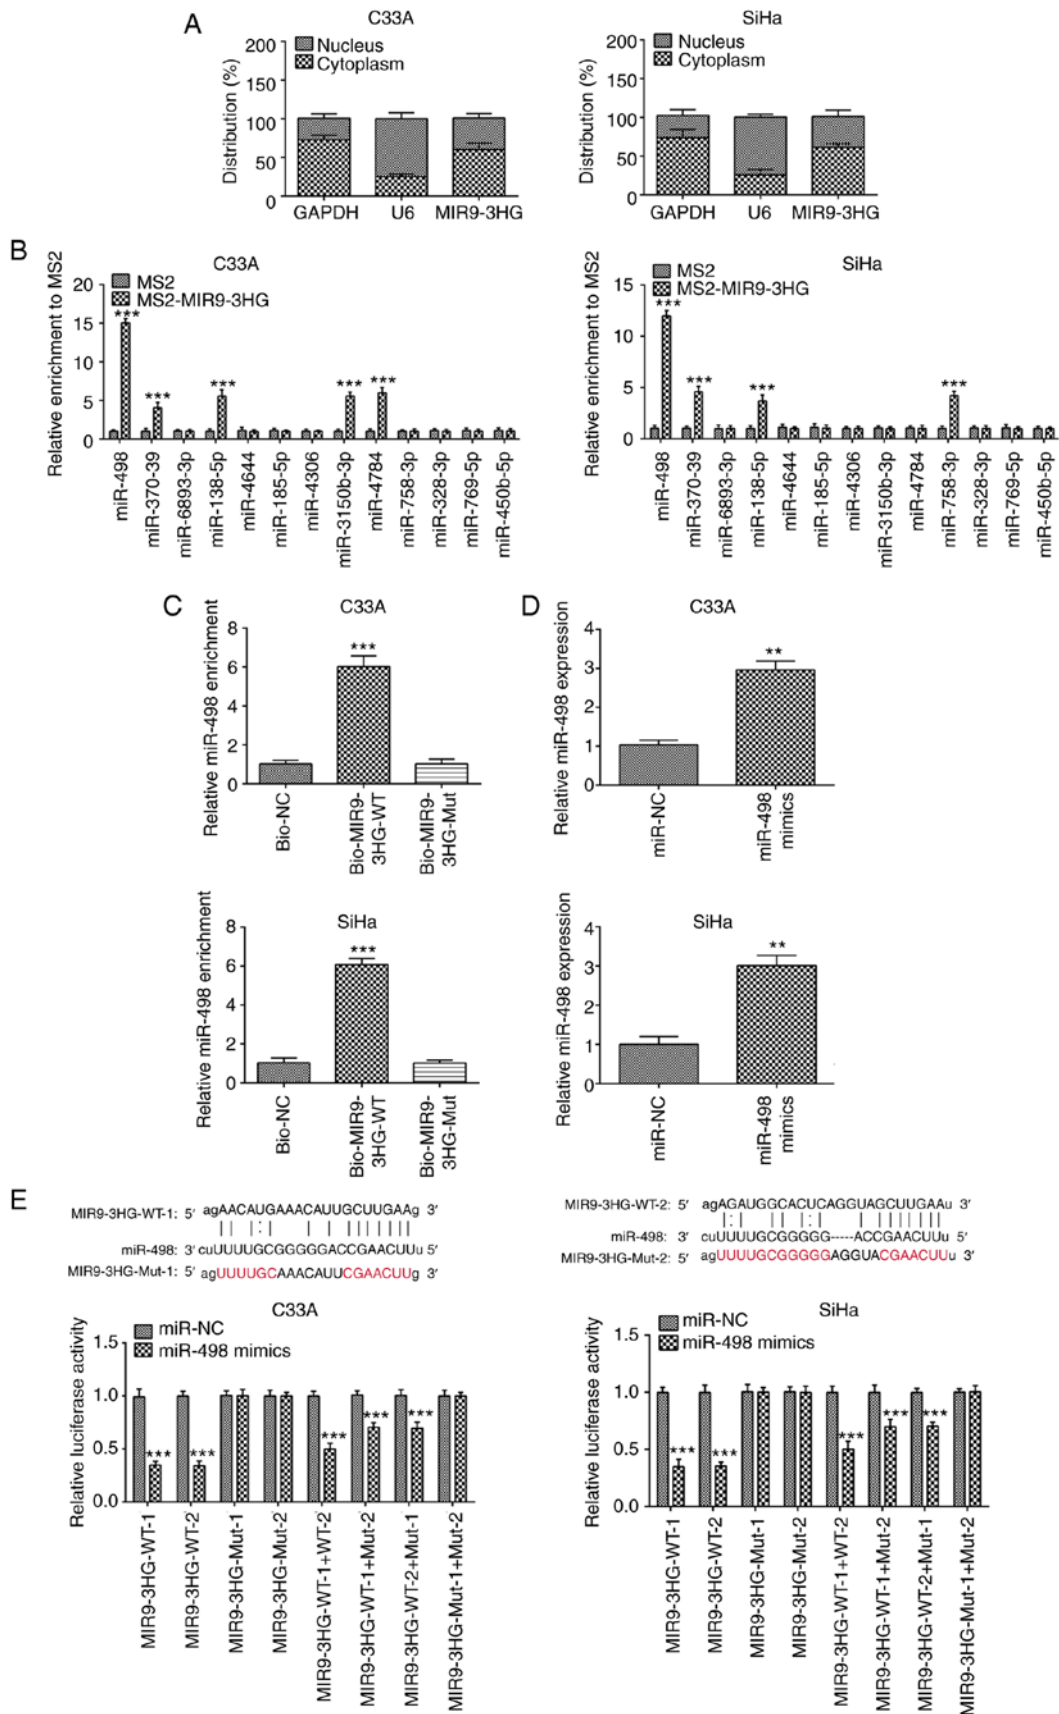 A
C33A
Distribution (%)
200
150
100
50
0
Nucleus
Cytoplasm
GAPDH U6 MIR9-3HG
SiHa
Distribution (%)
200
150
100
50
0
Nucleus
Cytoplasm
GAPDH U6 MIR9-3HG
B
C33A
Relative enrichment to MS2
20
15
10
5
0
MS2
MS2-MIR9-3HG
*** *** *** *** ***
miR-498
miR-370-39
miR-6893-3p
miR-138-5p
miR-4644
miR-185-5p
miR-4306
miR-3150b-3p
miR-4784
miR-758-3p
miR-328-3p
miR-769-5p
miR-450b-5p
SiHa
Relative enrichment to MS2
15
10
5
0
MS2
MS2-MIR9-3HG
*** *** *** ***
miR-498
miR-370-39
miR-6893-3p
miR-138-5p
miR-4644
miR-185-5p
miR-4306
miR-3150b-3p
miR-4784
miR-758-3p
miR-328-3p
miR-769-5p
miR-450b-5p
C
C33A
Relative miR-498 enrichment
8
6
4
2
0
***
Bio-NC
Bio-MIR9-
3HG-WT
Bio-MIR9-
3HG-Mut
SiHa
Relative miR-498 enrichment
8
6
4
2
0
***
Bio-NC
Bio-MIR9-
3HG-WT
Bio-MIR9-
3HG-Mut
D
C33A
Relative miR-498 expression
4
3
2
1
0
**
miR-NC
miR-498
mimics
SiHa
Relative miR-498 expression
4
3
2
1
0
**
miR-NC
miR-498
mimics
E
MIR9-3HG-WT-1: 5′ agAACAUGAAACAUUGCUUGAAg 3′
miR-498: 3′ cuUUUUGCGGGGGACCGAACUUu 5′
MIR9-3HG-Mut-1: 5′ agUUUUGCAAACAUUCGAACUUg 3′
MIR9-3HG-WT-2: 5′ agAGAUGGCACUCAGGUAGCUUGAAu 3′
miR-498: 3′ cuUUUUGCGGGGG-----ACCGAACUUu 5′
MIR9-3HG-Mut-2: 5′ agUUUUGCGGGGGAGGUACGAACUUu 3′
C33A
Relative luciferase activity
1.5
1.0
0.5
0.0
miR-NC
miR-498 mimics
*** *** *** *** ***
MIR9-3HG-WT-1
MIR9-3HG-WT-2
MIR9-3HG-Mut-1
MIR9-3HG-Mut-2
MIR9-3HG-WT-1+WT-2
MIR9-3HG-WT-1+Mut-2
MIR9-3HG-WT-2+Mut-1
MIR9-3HG-Mut-1+Mut-2
SiHa
Relative luciferase activity
1.5
1.0
0.5
0.0
miR-NC
miR-498 mimics
*** *** *** *** ***
MIR9-3HG-WT-1
MIR9-3HG-WT-2
MIR9-3HG-Mut-1
MIR9-3HG-Mut-2
MIR9-3HG-WT-1+WT-2
MIR9-3HG-WT-1+Mut-2
MIR9-3HG-WT-2+Mut-1
MIR9-3HG-Mut-1+Mut-2